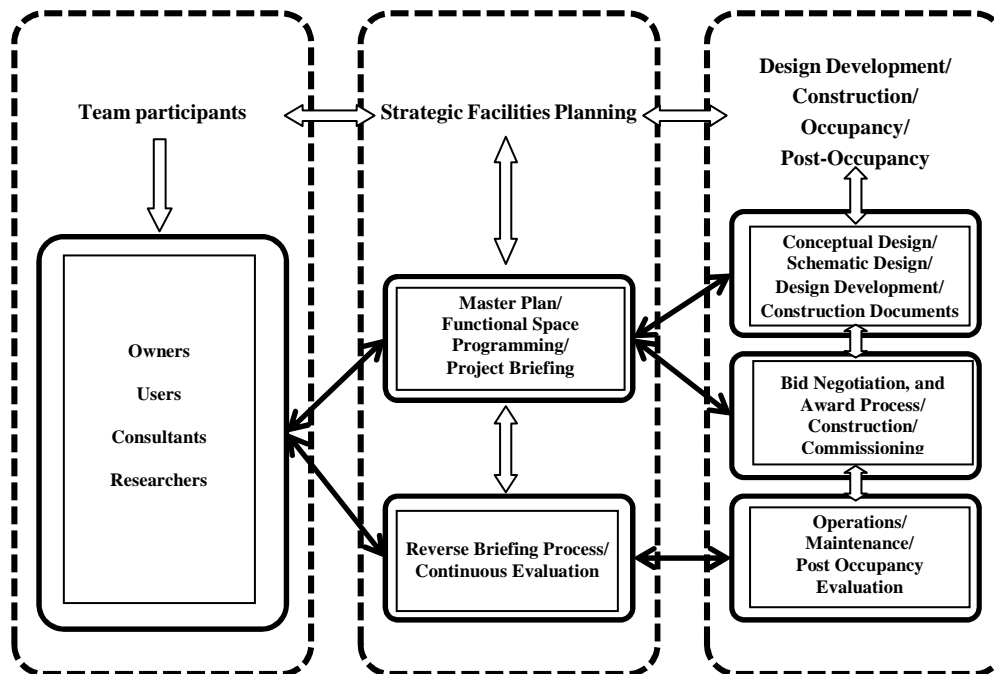 Team participants
Owners
Users
Consultants
Researchers
Strategic Facilities Planning
Master Plan/
Functional Space
Programming/
Project Briefing
Reverse Briefing Process/
Continuous Evaluation
Design Development/
Construction/
Occupancy/
Post-Occupancy
Conceptual Design/
Schematic Design/
Design Development/
Construction Documents
Bid Negotiation, and
Award Process/
Construction/
Commissioning
Operations/
Maintenance/
Post Occupancy
Evaluation